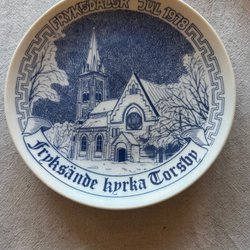 FRYKSDALSK JUL 1978
Fryksände kyrka Torsby